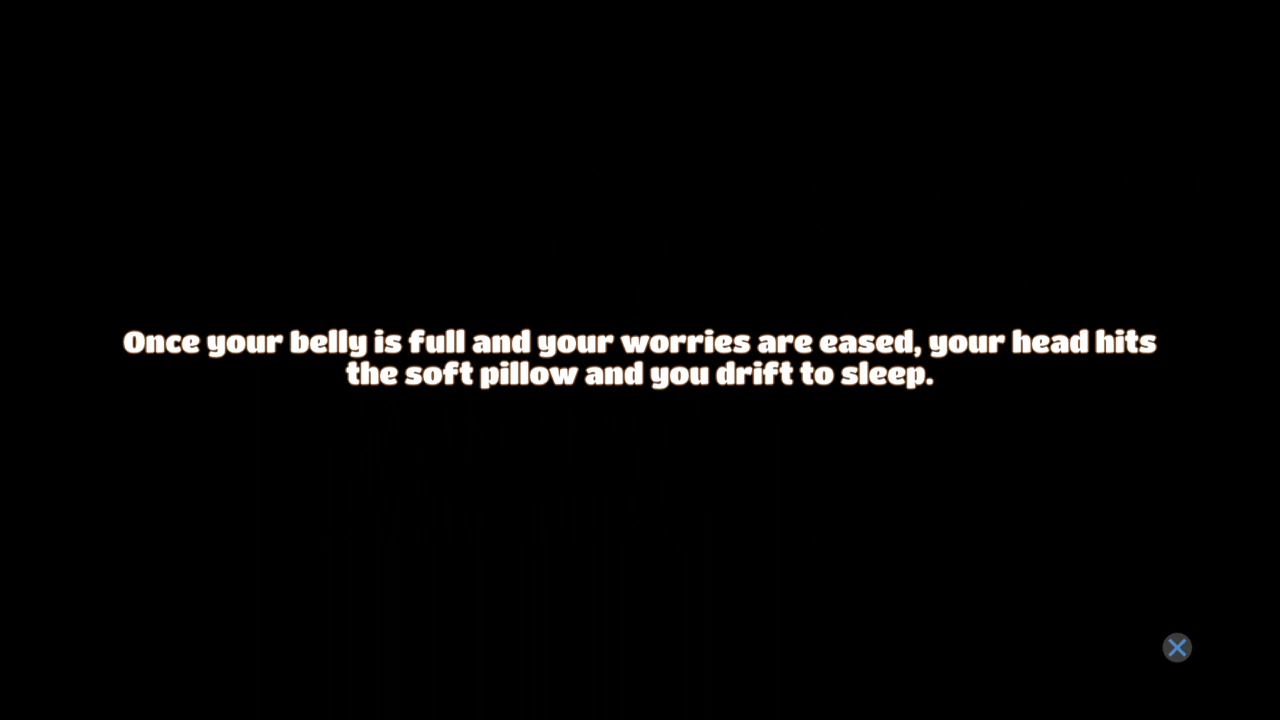 Once your belly is full and your worries are eased, your head hits
the soft pillow and you drift to sleep.